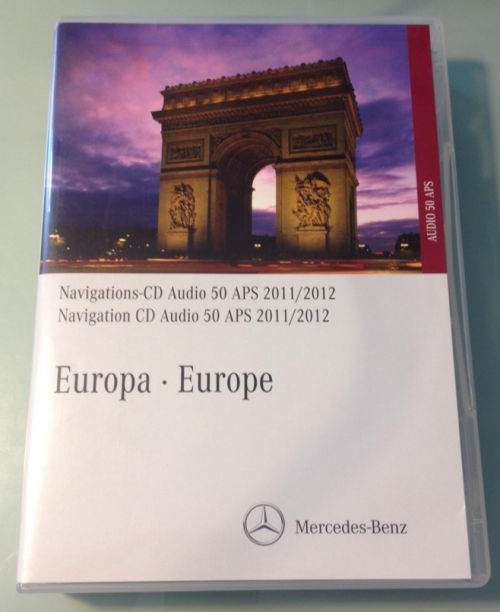 AUDIO 50 APS
Navigations-CD Audio 50 APS 2011/2012
Navigation CD Audio 50 APS 2011/2012
Europa · Europe
Mercedes-Benz